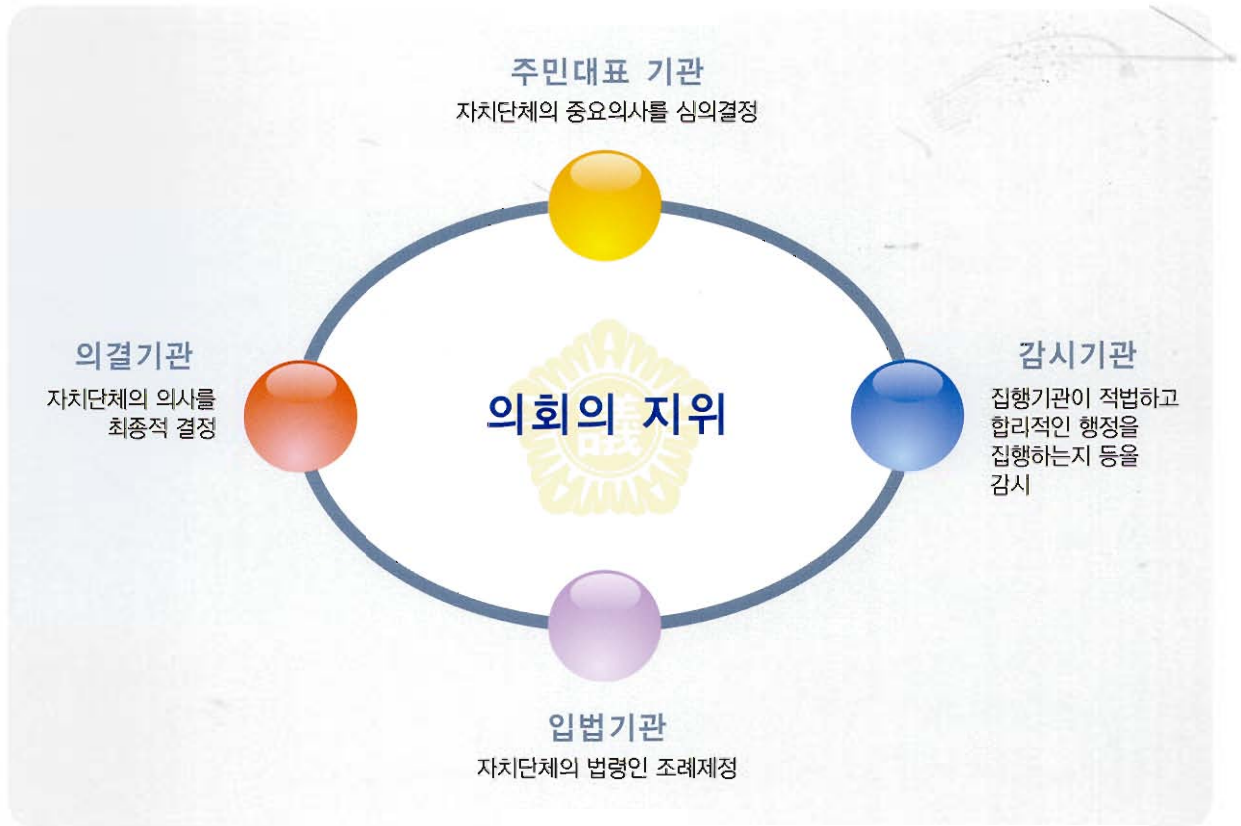 주민대표 기관
자치단체의 중요의사를 심의결정
의결기관
자치단체의 의사를
최종적 결정
의회의 지위
감시기관
집행기관이 적법하고
합리적인 행정을
집행하는지 등을
감시
입법기관
자치단체의 법령인 조례제정